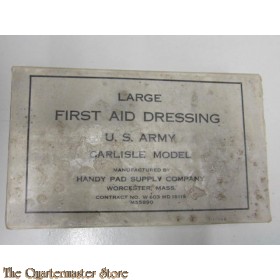 LARGE
FIRST AID DRESSING
U. S. ARMY
CARLISLE MODEL
MANUFACTURED BY
HANDY PAD SUPPLY COMPANY
WORCESTER, MASS.
CONTRACT NO.
The Quartermaster Store